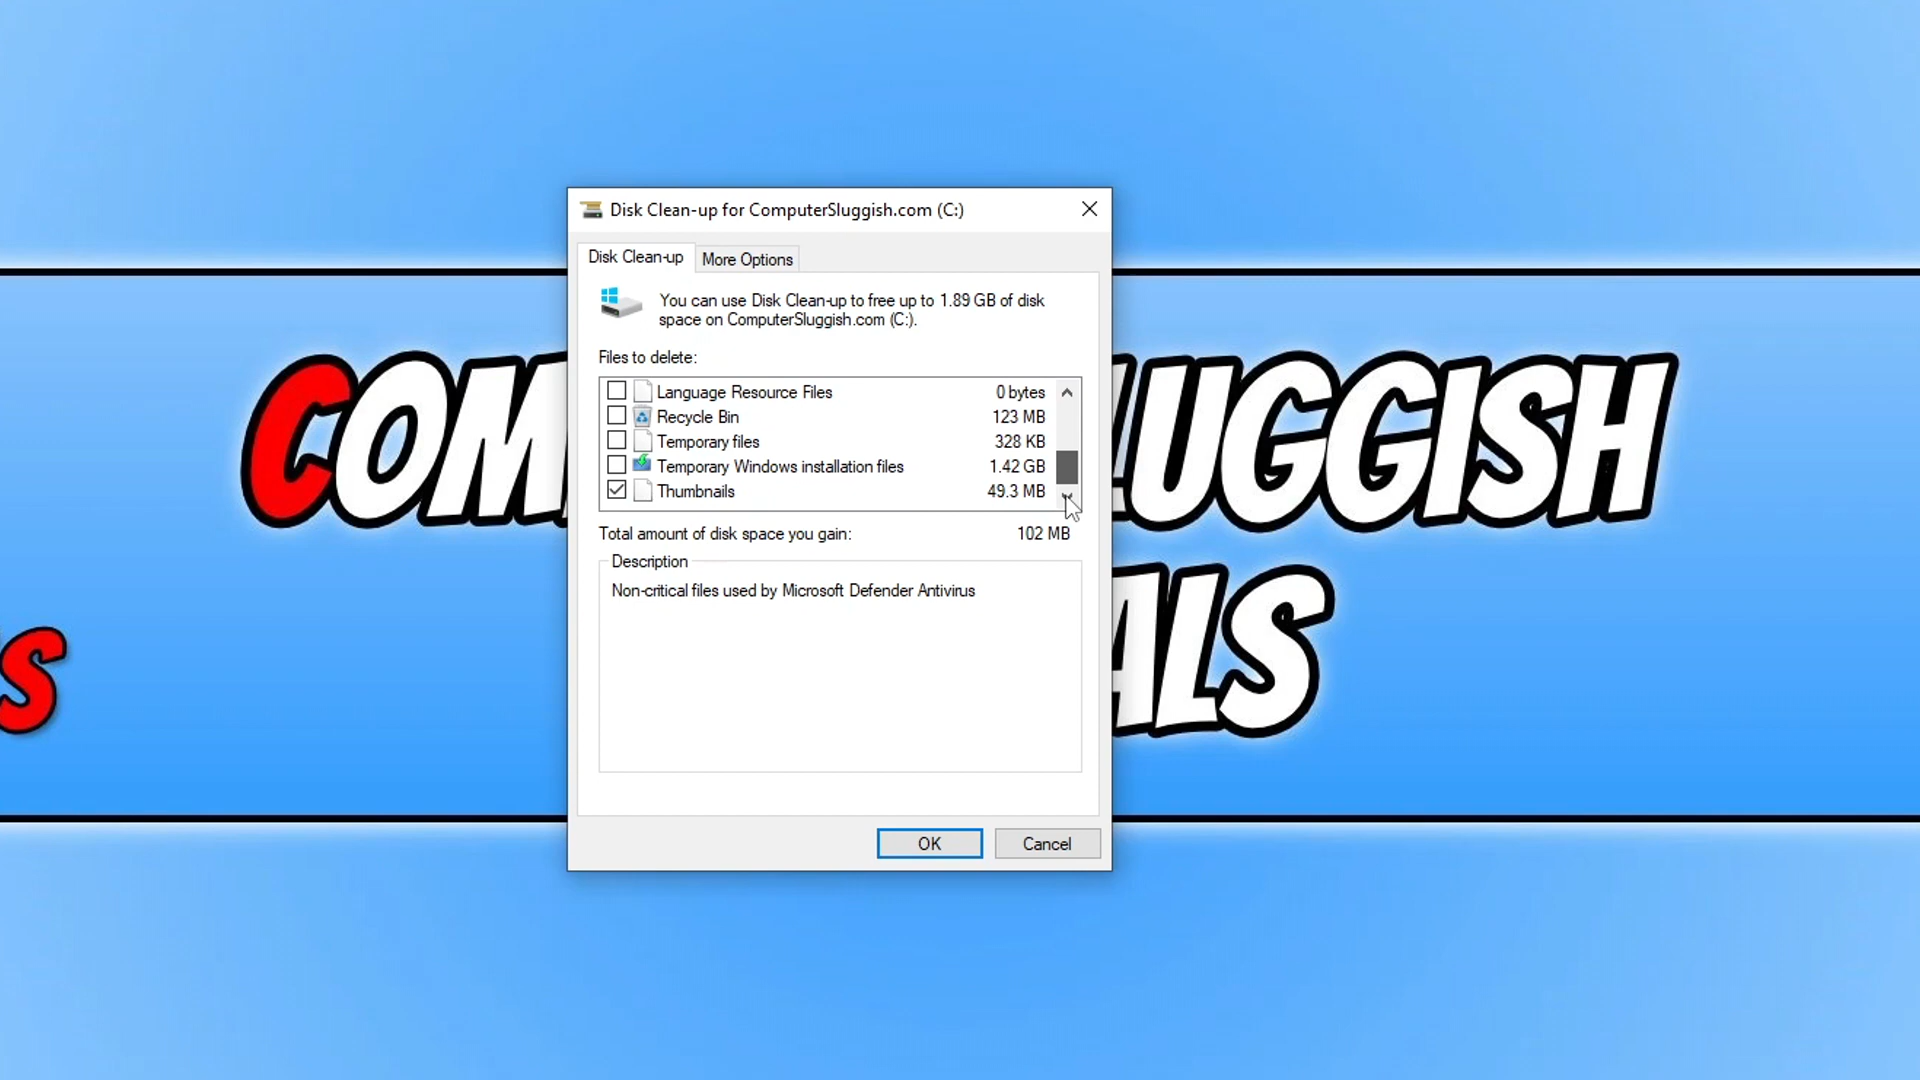 Disk Clean-up for ComputerSluggish.com (C:)
Disk Clean-up More Options
You can use Disk Clean-up to free up to 1.89 GB of disk
space on ComputerSluggish.com (C:).
Files to delete:
Language Resource Files 0 bytes
Recycle Bin 123 MB
Temporary files 328 KB
Temporary Windows installation files 1.42 GB
Thumbnails 49.3 MB
Total amount of disk space you gain: 102 MB
Description
Non-critical files used by Microsoft Defender Antivirus
OK Cancel
COM LUGGISH
S ALS